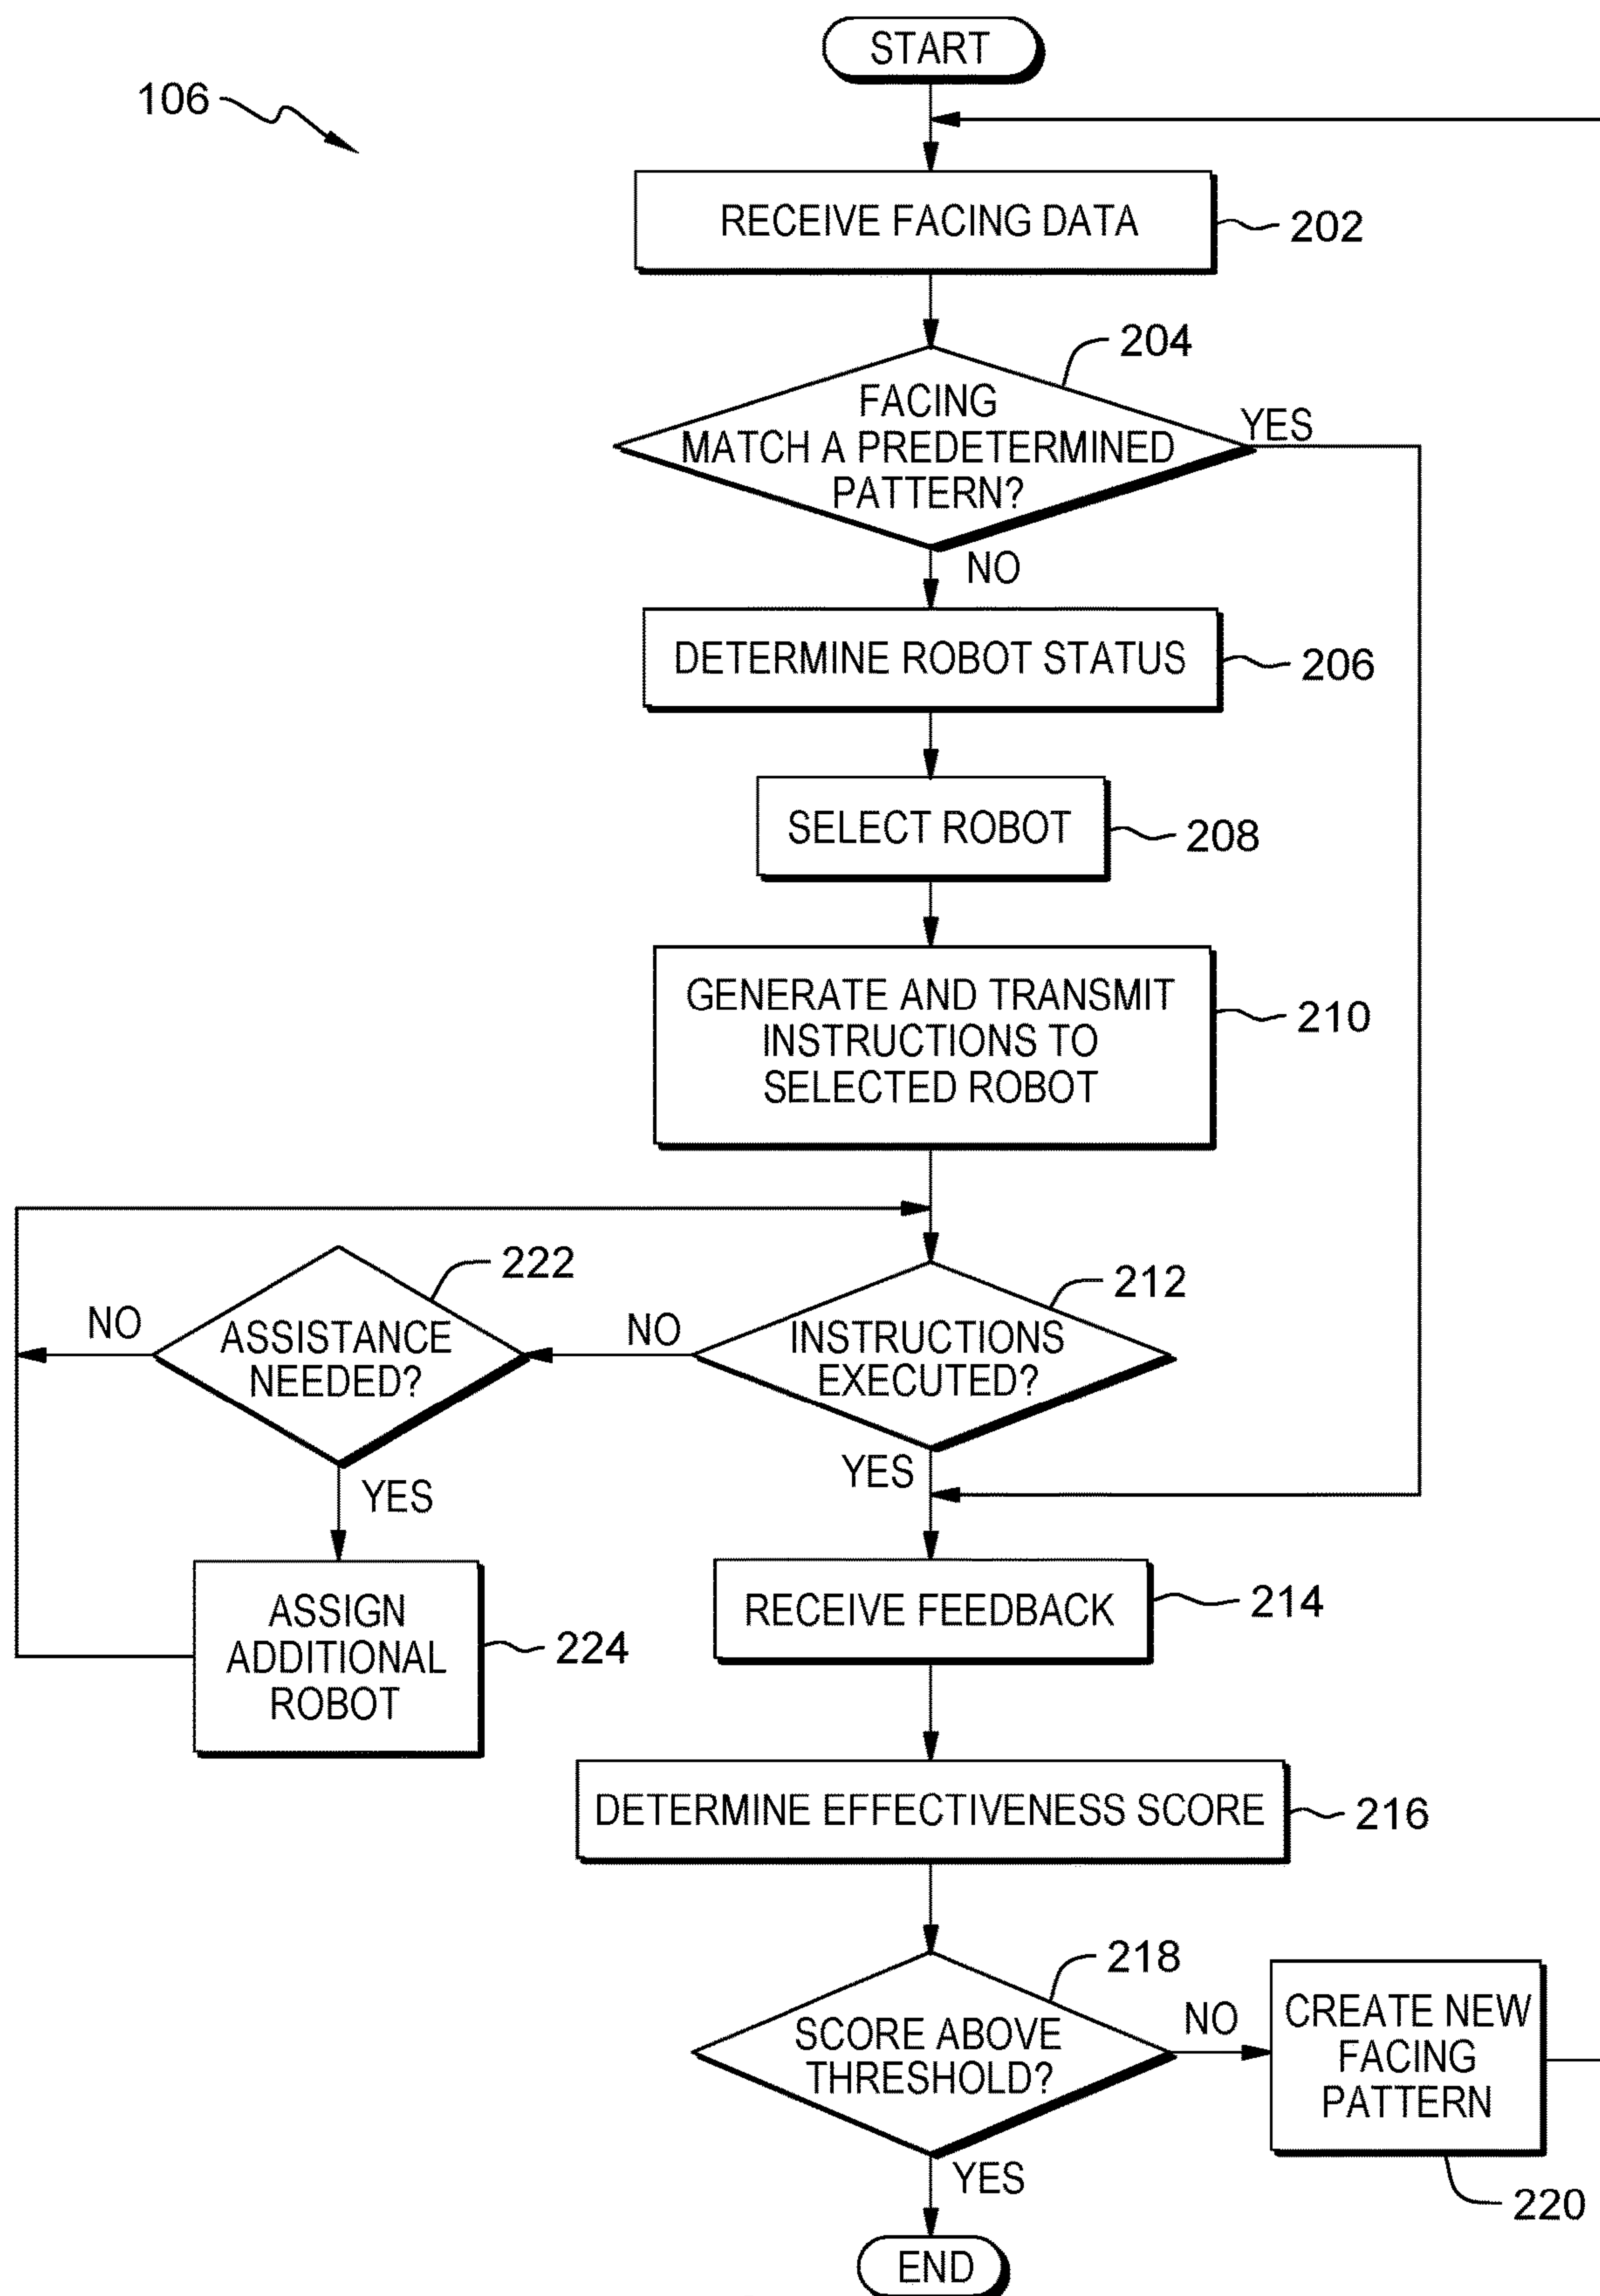 START
106
RECEIVE FACING DATA
202
204
FACING
MATCH A PREDETERMINED
PATTERN?
YES
NO
DETERMINE ROBOT STATUS
206
SELECT ROBOT
208
GENERATE AND TRANSMIT
INSTRUCTIONS TO
SELECTED ROBOT
210
222
212
NO
ASSISTANCE
NEEDED?
NO
INSTRUCTIONS
EXECUTED?
YES
YES
ASSIGN
ADDITIONAL
ROBOT
224
RECEIVE FEEDBACK
214
DETERMINE EFFECTIVENESS SCORE
216
218
SCORE ABOVE
THRESHOLD?
NO
CREATE NEW
FACING
PATTERN
YES
220
END